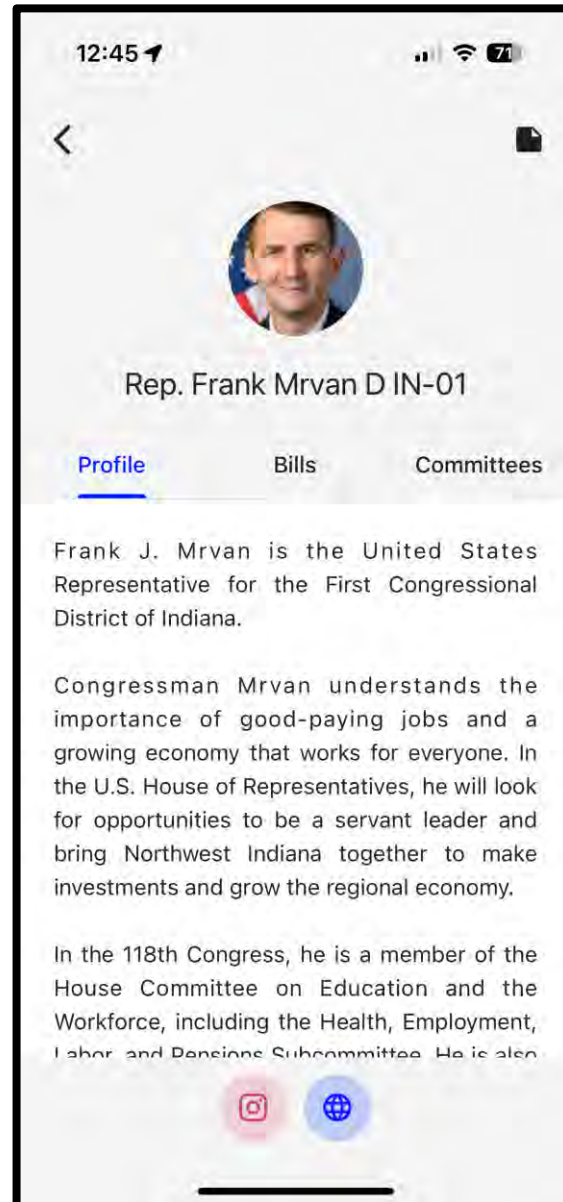 12:45
71
Rep. Frank Mrvan D IN-01
Profile Bills Committees
Frank J. Mrvan is the United States
Representative for the First Congressional
District of Indiana.
Congressman Mrvan understands the
importance of good-paying jobs and a
growing economy that works for everyone. In
the U.S. House of Representatives, he will look
for opportunities to be a servant leader and
bring Northwest Indiana together to make
investments and grow the regional economy.
In the 118th Congress, he is a member of the
House Committee on Education and the
Workforce, including the Health, Employment,
Labor, and Pensions Subcommittee. He is also